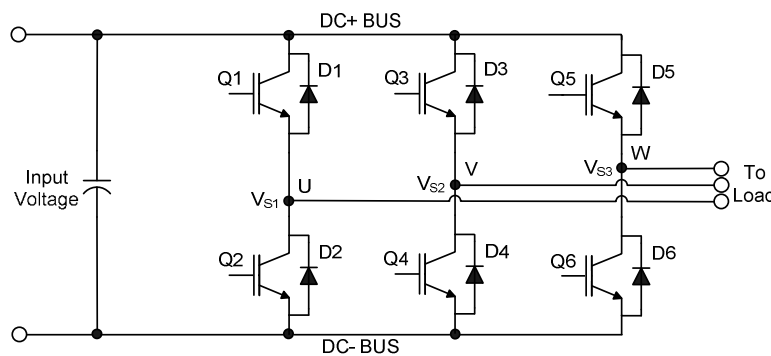 DC+ BUS
Q1
D1
Q3
D3
Q5
D5
Input
Voltage
U
V
W
VS1
VS2
VS3
To
Load
Q2
D2
Q4
D4
Q6
D6
DC- BUS